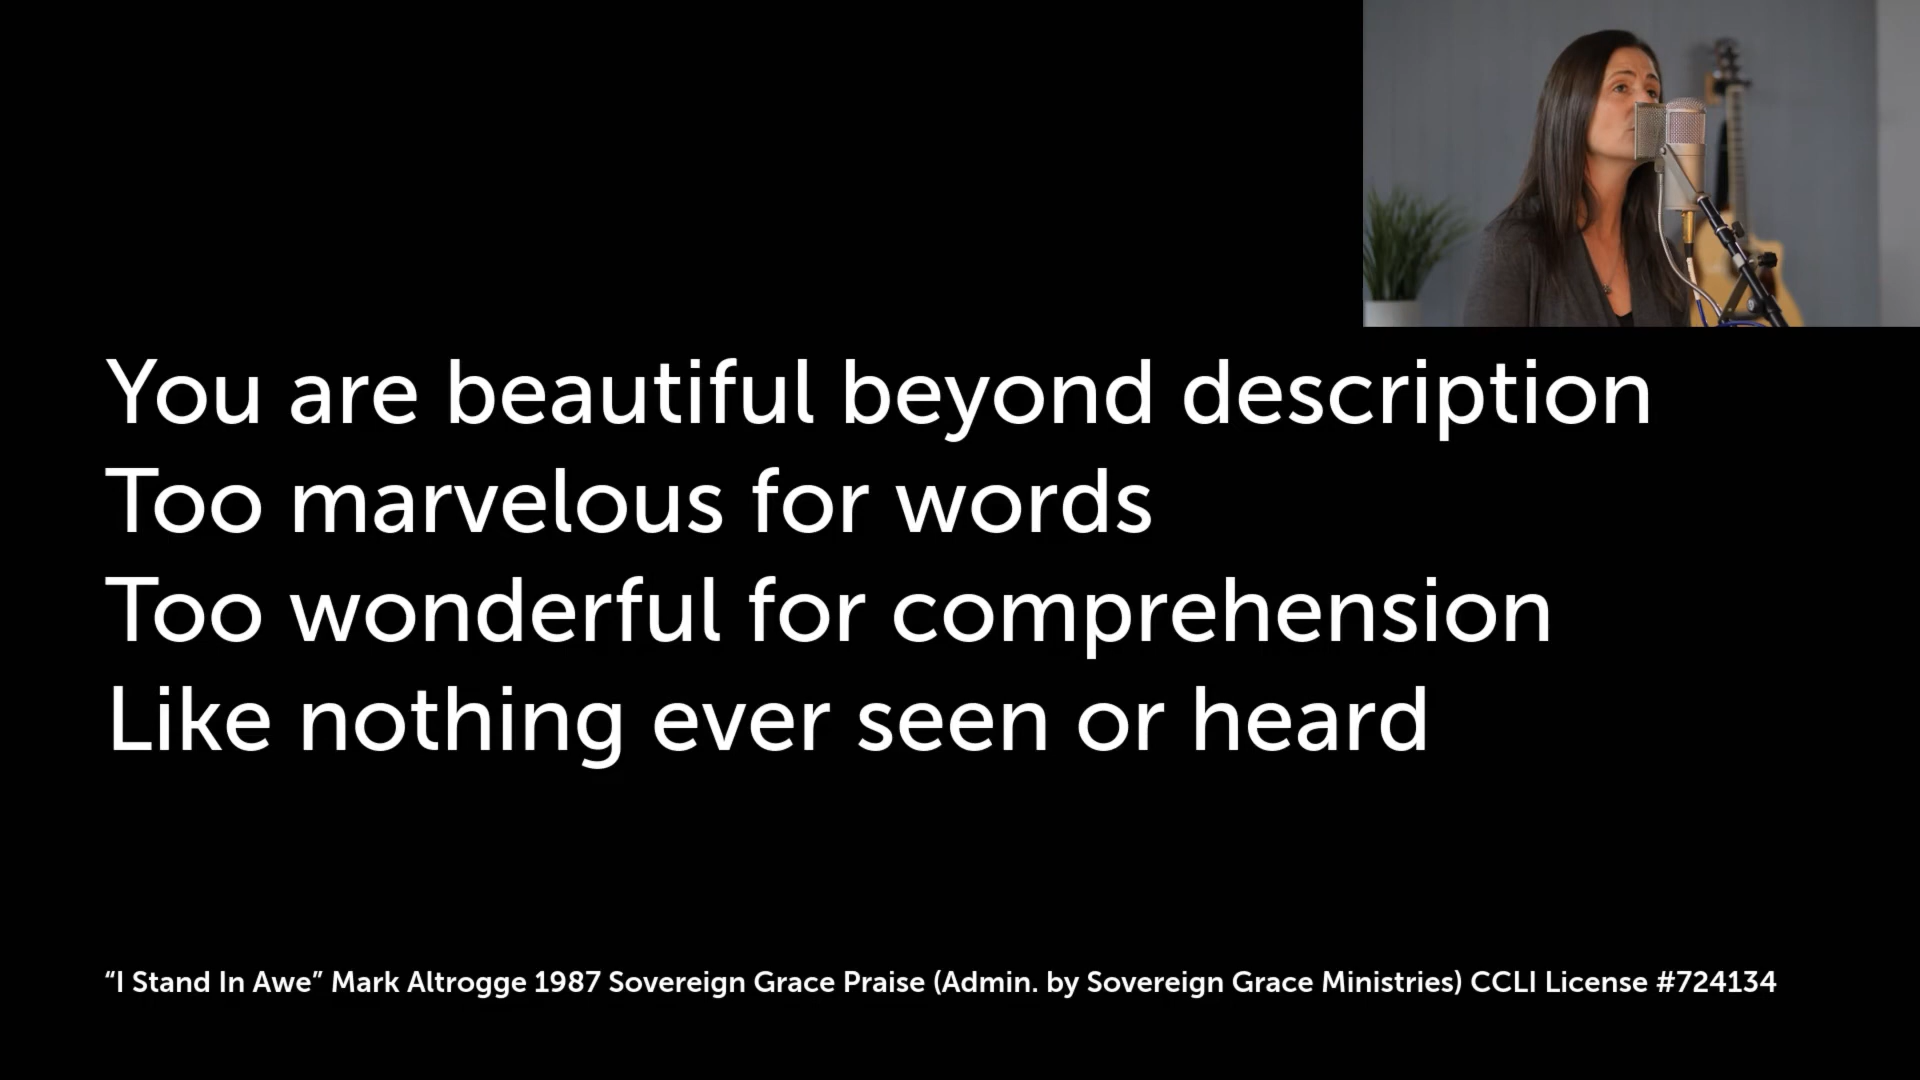 You are beautiful beyond description
Too marvelous for words
Too wonderful for comprehension
Like nothing ever seen or heard
“I Stand In Awe” Mark Altrogge 1987 Sovereign Grace Praise (Admin. by Sovereign Grace Ministries) CCLI License #724134